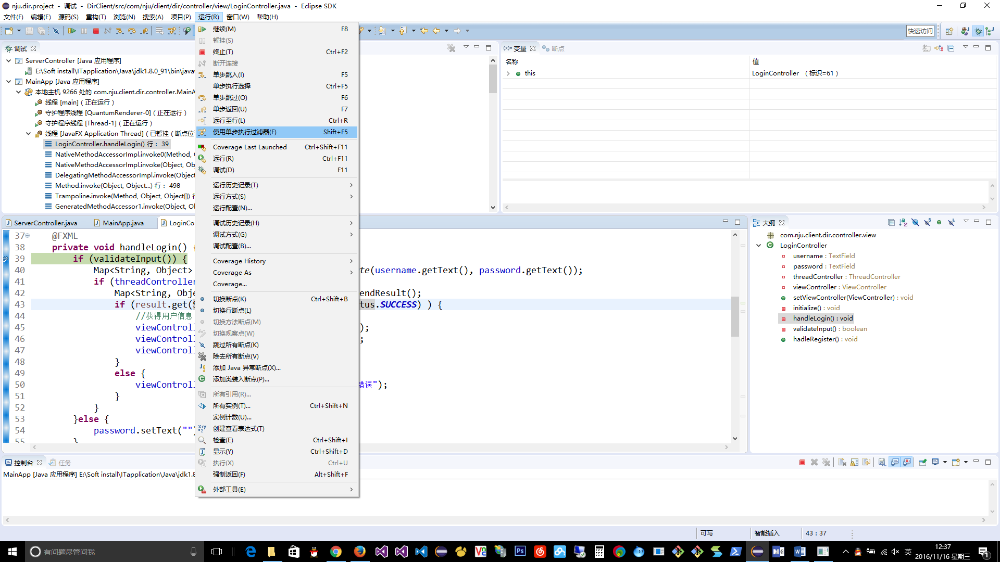 nju.dir.project - 调试 - DirClient/src/com/nju/client/dir/controller/view/LoginController.java - Eclipse SDK
文件(F) 编辑(E) 源码(S) 重构(T) 浏览(N) 搜索(A) 项目(P) 运行(R) 窗口(W) 帮助(H)
快速访问
调试
ServerController [Java 应用程序]
E:\Soft install\ITapplication\Java\jdk1.8.0_91\bin\java
MainApp [Java 应用程序]
本地主机 9266 处的 com.nju.client.dir.controller.MainA
线程 [main] ( 正在运行 )
守护程序线程 [QuantumRenderer-0] ( 正在运行 )
守护程序线程 [Thread-1] ( 正在运行 )
线程 [JavaFX Application Thread] ( 已暂挂 ( 断点位
LoginController.handleLogin() 行： 39
NativeMethodAccessorImpl.invoke0(Method,
NativeMethodAccessorImpl.invoke(Object, Ob
DelegatingMethodAccessorImpl.invoke(Object
Method.invoke(Object, Object...) 行： 498
Trampoline.invoke(Method, Object, Object[])
GeneratedMethodAccessor1.invoke(Object, O
继续(M) F8
暂挂(S)
终止(T) Ctrl+F2
断开连接
单步跳入(I) F5
单步执行选择 Ctrl+F5
单步跳过(O) F6
单步返回(U) F7
运行至行(L) Ctrl+R
使用单步执行过滤器(F) Shift+F5
Coverage Last Launched Ctrl+Shift+F11
运行(R) Ctrl+F11
调试(D) F11
运行历史记录(T)
运行方式(S)
运行配置(N)...
调试历史记录(H)
调试方式(G)
调试配置(B)...
Coverage History
Coverage As
Coverage...
切换断点(K) Ctrl+Shift+B
切换行断点(L)
切换方法断点(M)
切换观察点(W)
跳过所有断点(K)
除去所有断点(V)
添加 Java 异常断点(X)...
添加类装入断点(P)...
所有引用(R)...
所有实例(T)... Ctrl+Shift+N
实例计数(U)...
创建查看表达式(T)
检查(E) Ctrl+Shift+I
显示(Y) Ctrl+Shift+D
执行(X) Ctrl+U
强制返回(F) Alt+Shift+F
外部工具(E)
(x)= 变量 断点
名称 值
this LoginController （标识=61）
ServerController.java MainApp.java LoginCo
37 @FXML
38 private void handleLogin() {
39 if (validateInput()) {
40 Map<String, Object> te(username.getText(), password.getText());
41 if (threadController
42 Map<String, Obje endResult();
43 if (result.get(S tus.SUCCESS) ) {
44 //获得用户信息
45 viewControll );
46 viewControll ;
47 viewControll
48 }
49 else {
50 viewControll 错误");
51 }
52 }
53 }else {
54 password.setText("")
55 }
大纲
com.nju.client.dir.controller.view
LoginController
username : TextField
password : TextField
threadController : ThreadController
viewController : ViewController
setViewController(ViewController) : void
initialize() : void
handleLogin() : void
validateInput() : boolean
hadleRegister() : void
控制台 任务
MainApp [Java 应用程序] E:\Soft install\ITapplication\Java\jdk1.8
可写 智能插入 43 : 37
有问题尽管问我
英
12:37
2016/11/16 星期三